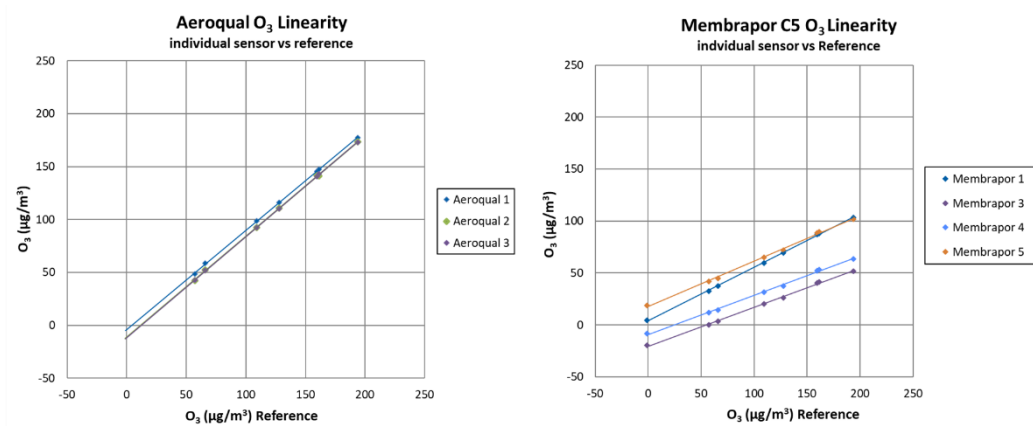 Aeroqual O₃ Linearity
individual sensor vs reference
250
200
150
100
50
0
-50
-50 0 50 100 150 200 250
O₃ (µg/m³)
O₃ (µg/m³) Reference
Aeroqual 1
Aeroqual 2
Aeroqual 3
Membrapor C5 O₃ Linearity
indvidual sensor vs Reference
250
200
150
100
50
0
-50
-50 0 50 100 150 200 250
O₃ (µg/m³)
O₃ (µg/m³) Reference
Membrapor 1
Membrapor 3
Membrapor 4
Membrapor 5